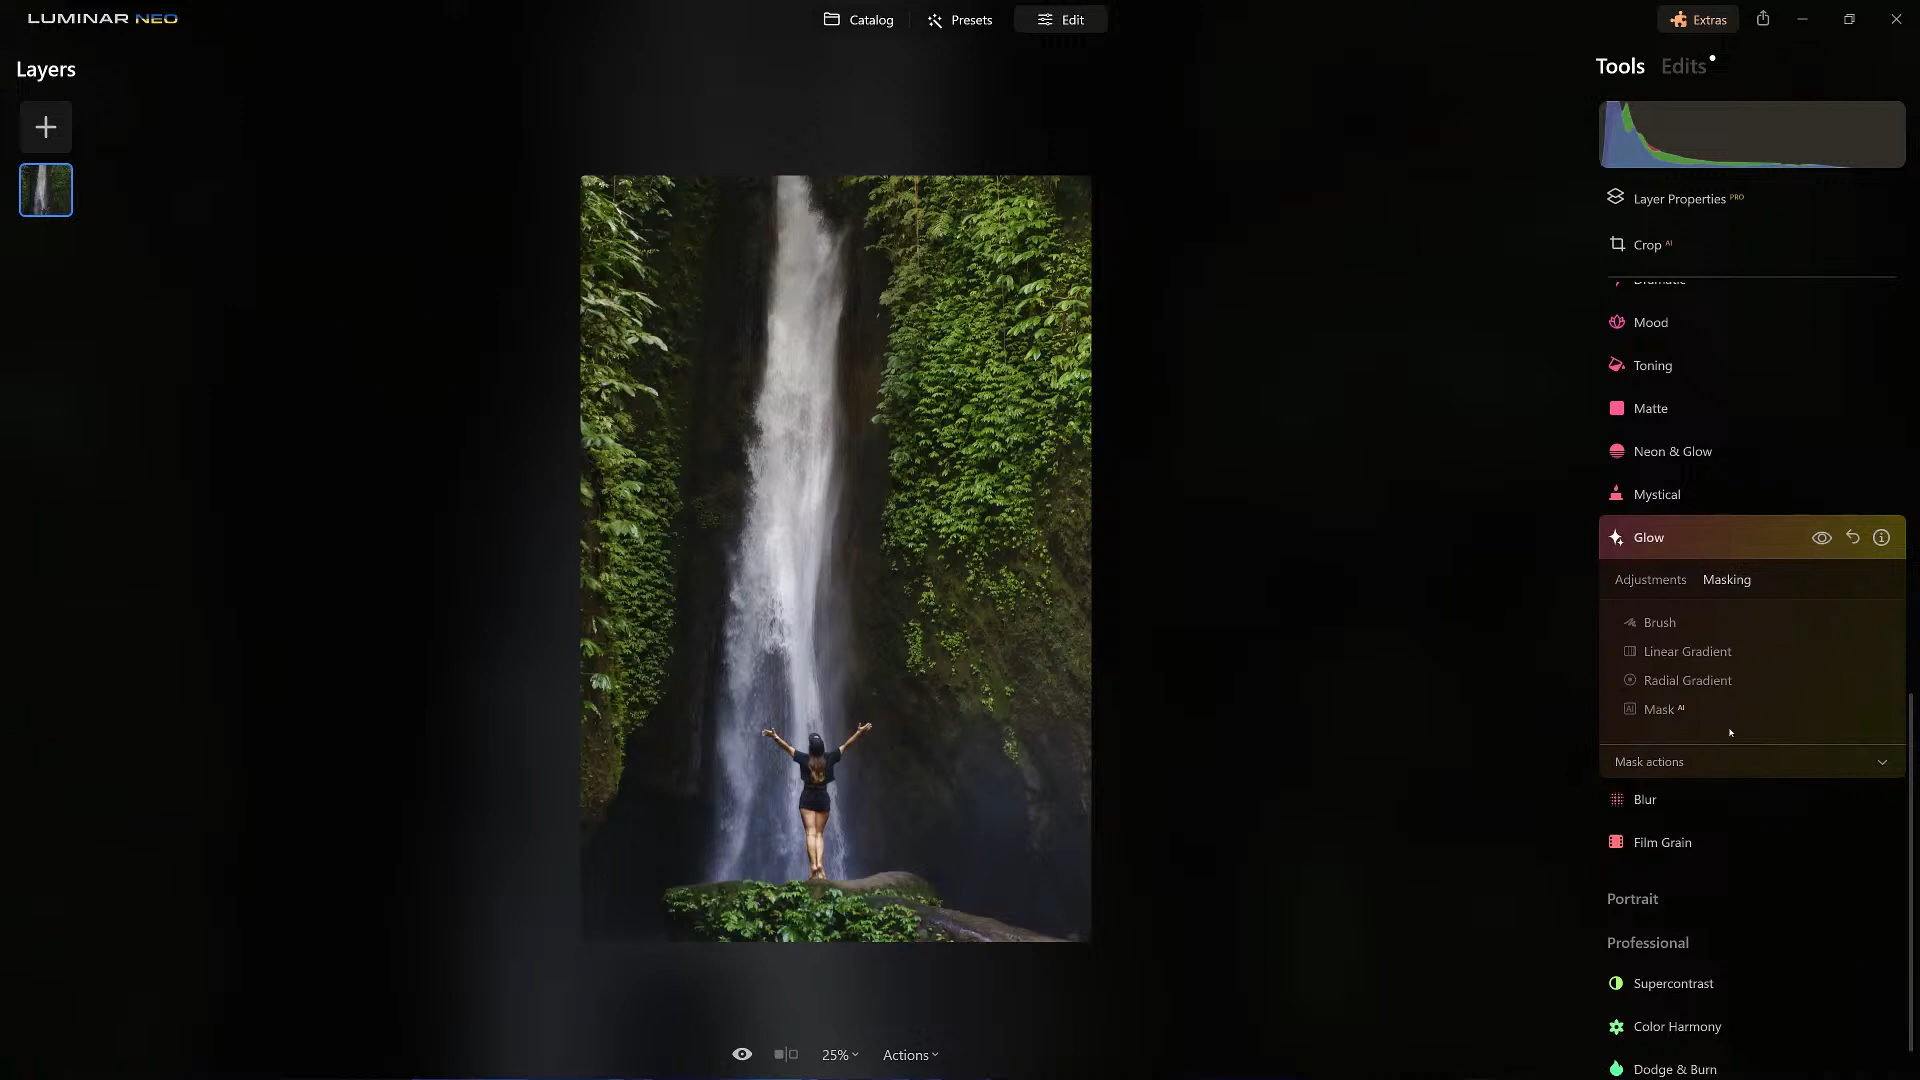 LUMINAR NEO
Catalog
Presets
Edit
Extras
Layers
Tools Edits
Layer Properties PRO
Crop AI
Dramatic
Mood
Toning
Matte
Neon & Glow
Mystical
Glow
Adjustments Masking
Brush
Linear Gradient
Radial Gradient
Mask AI
Mask actions
Blur
Film Grain
Portrait
Professional
Supercontrast
Color Harmony
Dodge & Burn
25% Actions